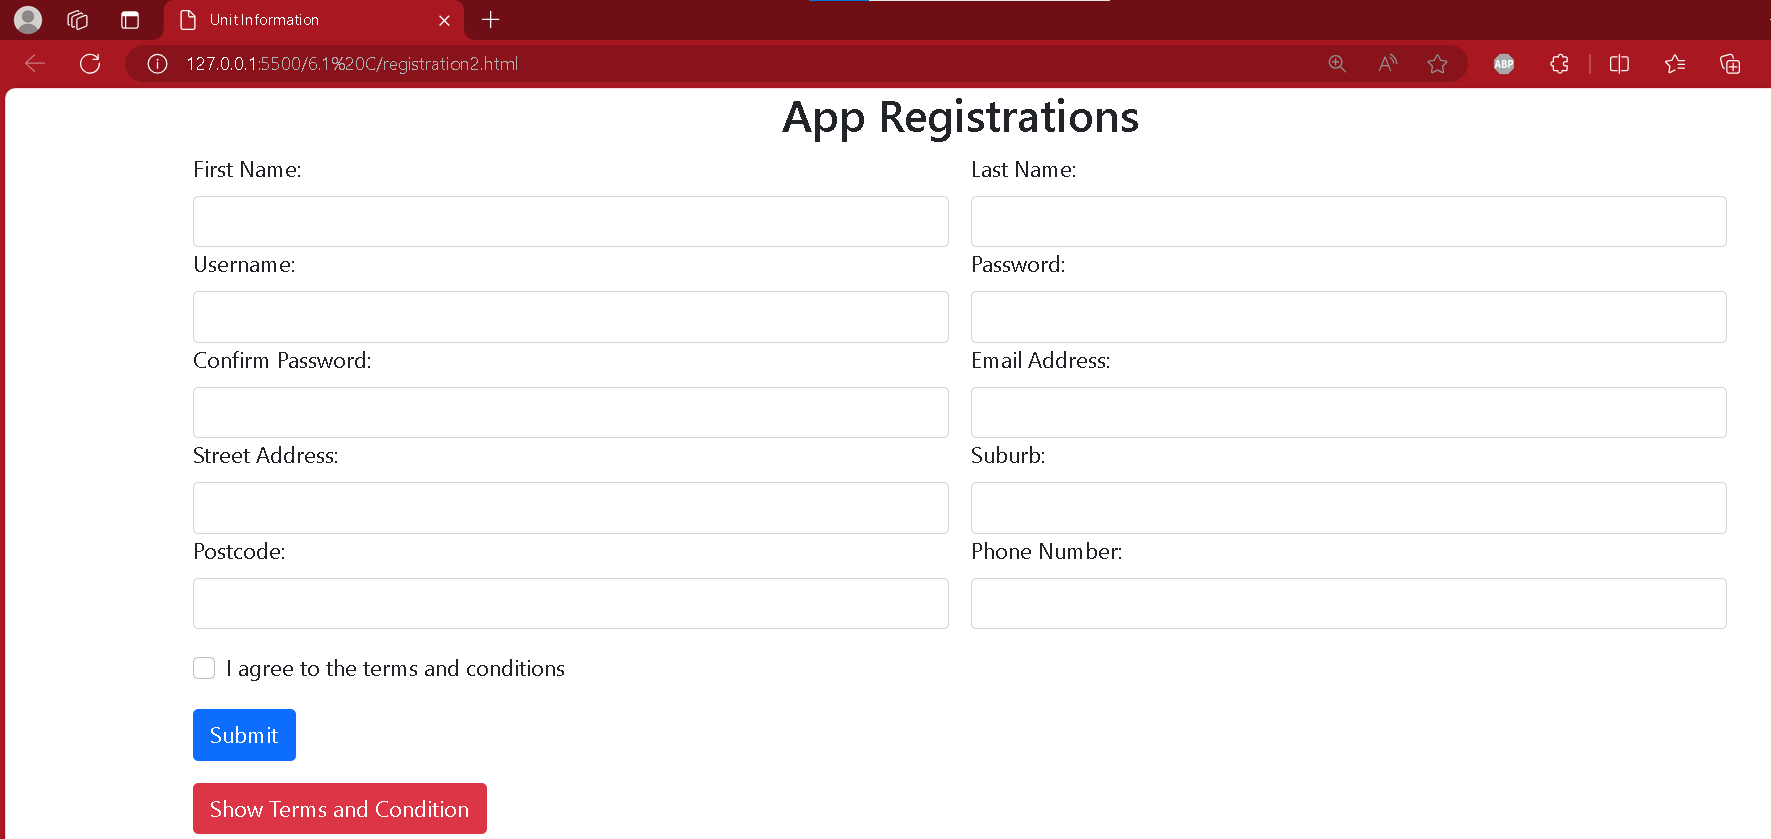 Unit Information
127.0.0.1:5500/6.1%20C/registration2.html
ABP
App Registrations
First Name: Last Name:
Username: Password:
Confirm Password: Email Address:
Street Address: Suburb:
Postcode: Phone Number:
I agree to the terms and conditions
Submit
Show Terms and Condition